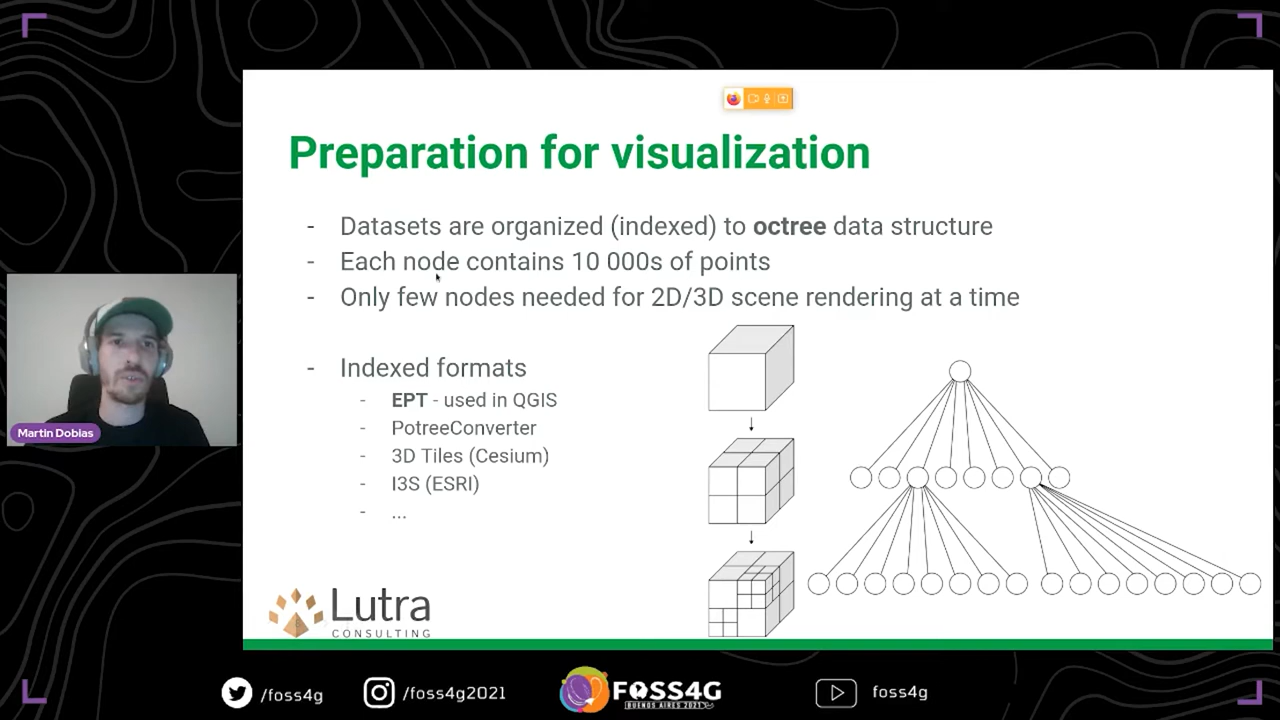 Preparation for visualization
- Datasets are organized (indexed) to octree data structure
- Each node contains 10 000s of points
- Only few nodes needed for 2D/3D scene rendering at a time
- Indexed formats
- EPT - used in QGIS
- PotreeConverter
- 3D Tiles (Cesium)
- I3S (ESRI)
- ...
Martin Dobias
Lutra
CONSULTING
/foss4g
/foss4g2021
FOSS4G
BUENOS AIRES 2021
foss4g